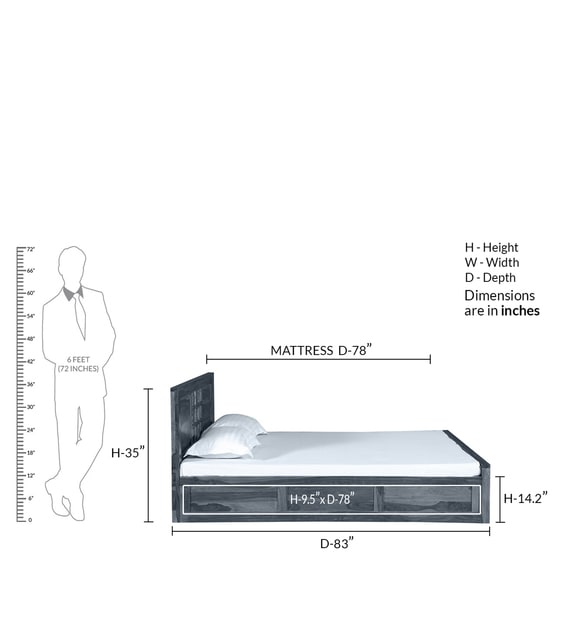 H - Height
W - Width
D - Depth
Dimensions
are in inches
72"
66"
60"
54"
48"
42"
36"
30"
24"
18"
12"
6"
0
6 FEET
(72 INCHES)
MATTRESS D-78”
H-35”
H-9.5”x D-78”
H-14.2”
D-83”